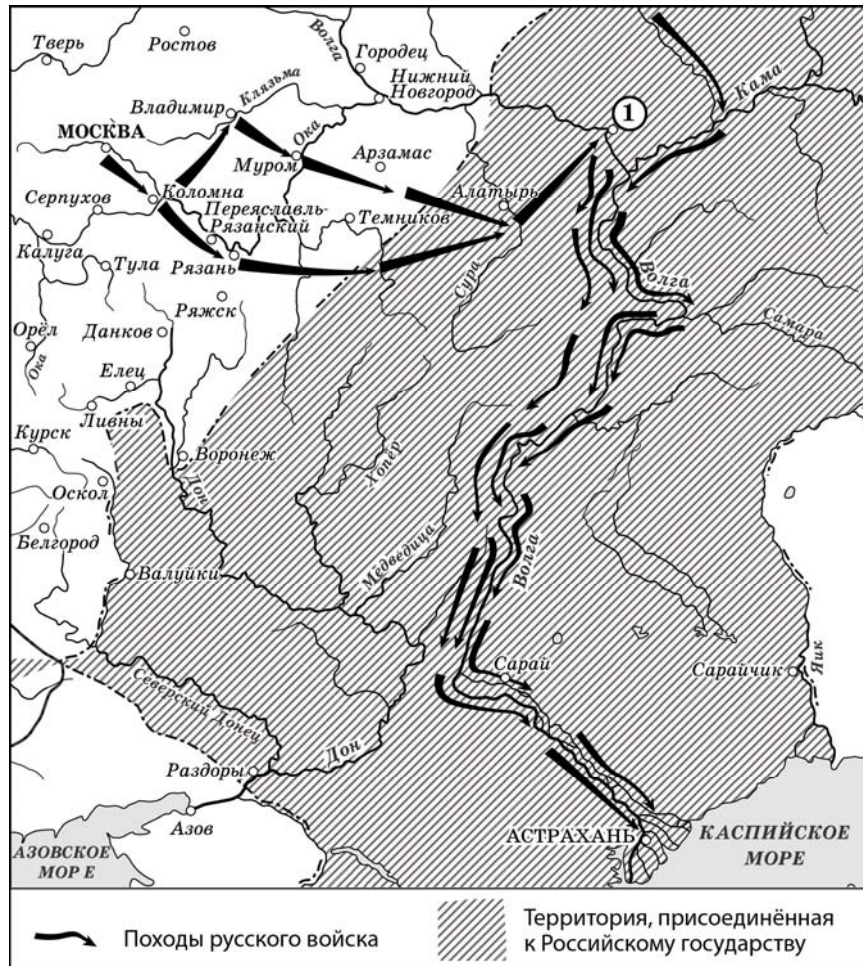 Тверь
Ростов
Волга
Городец
Нижний
Новгород
Кама
1
Клязьма
Владимир
МОСКВА
Ока
Муром
Арзамас
Алатырь
Серпухов
Коломна
Переяславль-
Рязанский
Темников
Калуга
Тула
Рязань
Сура
Волга
Самара
Ряжск
Орёл
Данков
Ока
Елец
Ливны
Курск
Воронеж
Хопёр
Оскол
Дон
Белгород
Медведица
Волга
Валуйки
Сарай
Сарайчик
Яик
Северский Донец
Дон
Раздоры
Азов
АЗОВСКОЕ
МОРЕ
АСТРАХАНЬ
КАСПИЙСКОЕ
МОРЕ
Походы русского войска
Территория, присоединённая
к Российскому государству